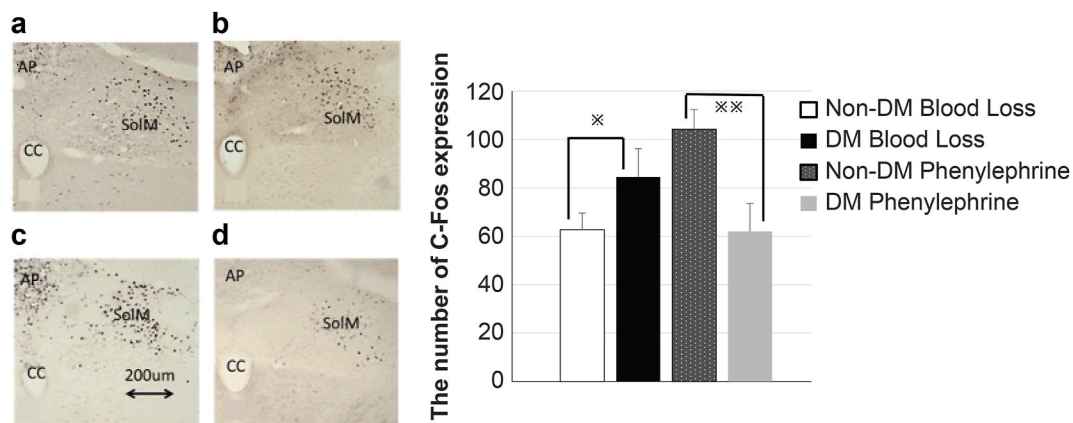 a
AP
SolM
CC
b
AP
SolM
CC
c
AP
SolM
CC
200um
d
AP
SolM
CC
The number of C-Fos expression
120
100
80
60
40
20
0
※
※※
Non-DM Blood Loss
DM Blood Loss
Non-DM Phenylephrine
DM Phenylephrine